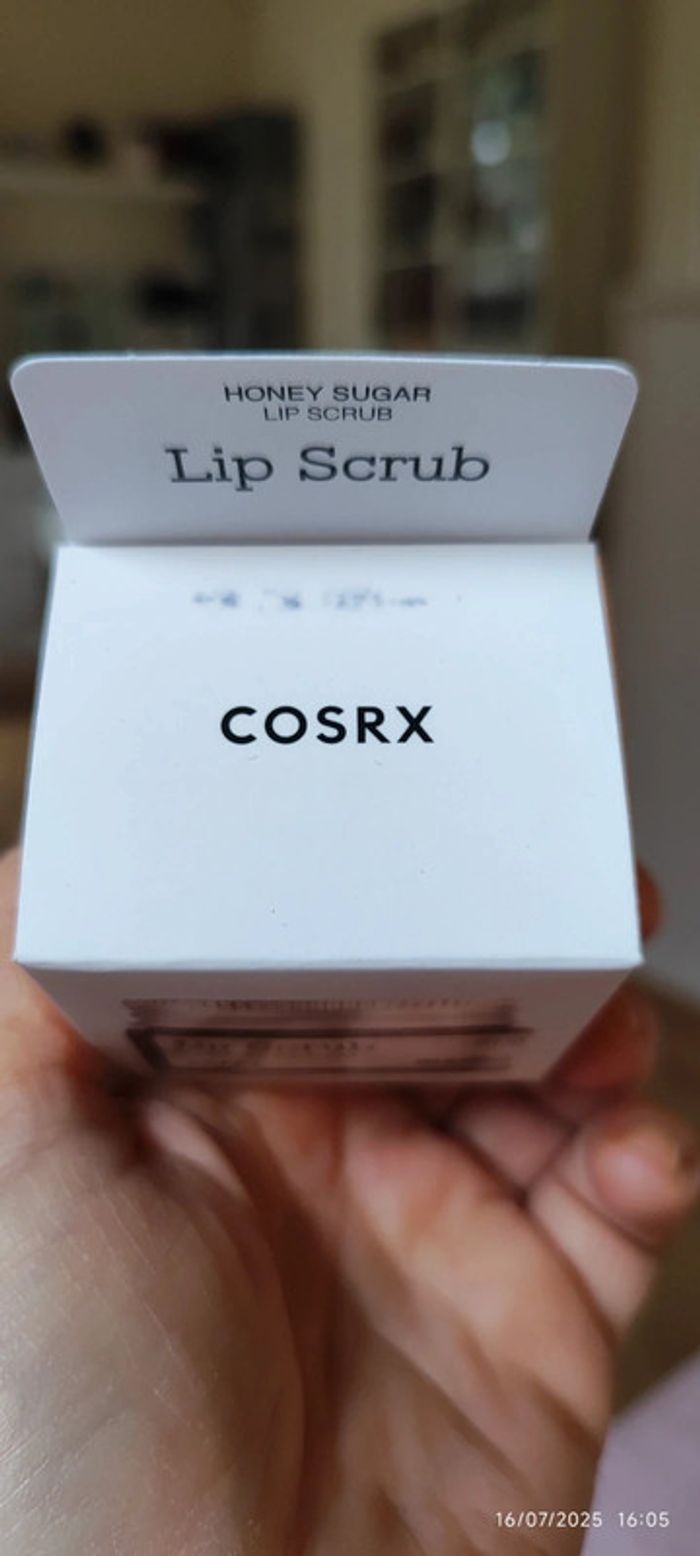 HONEY SUGAR
LIP SCRUB
Lip Scrub
COSRX
16/07/2025 16:05